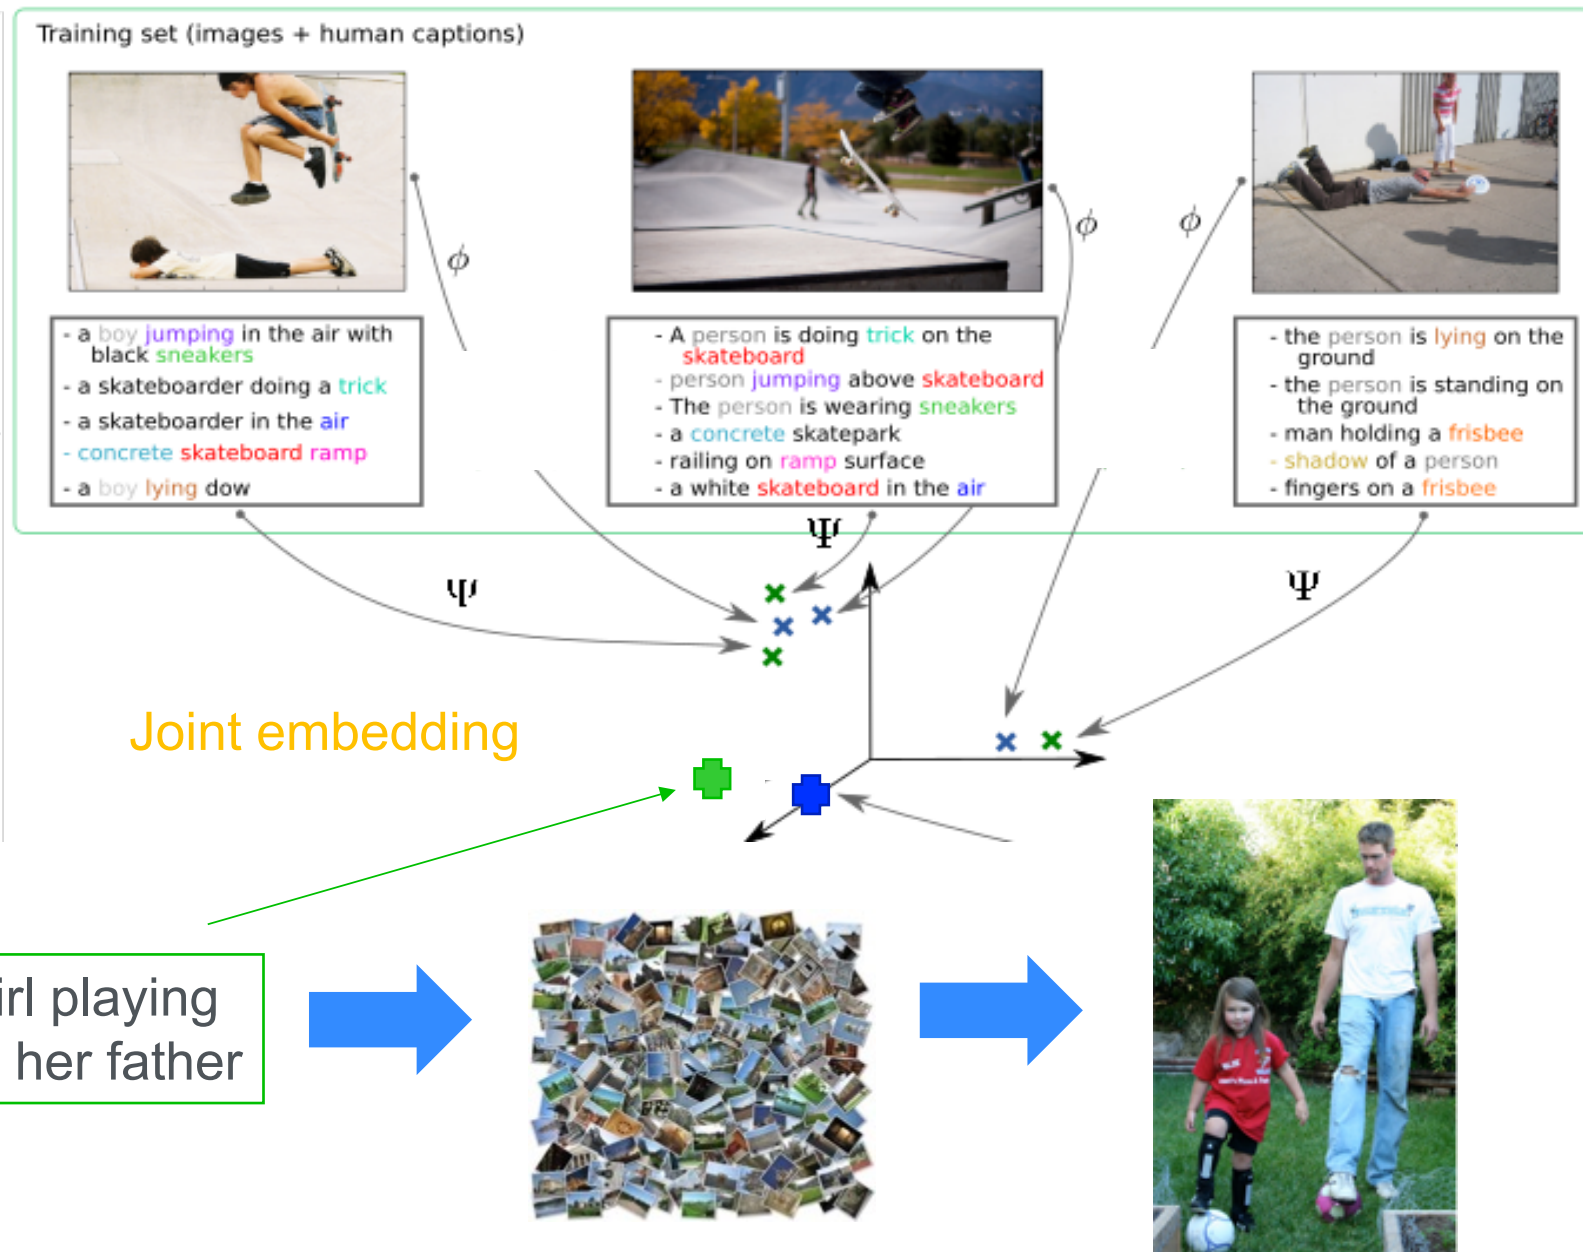 Training set (images + human captions)
ϕ
ϕ
ϕ
- a boy jumping in the air with
black sneakers
- a skateboarder doing a trick
- a skateboarder in the air
- concrete skateboard ramp
- a boy lying dow
- A person is doing trick on the
skateboard
- person jumping above skateboard
- The person is wearing sneakers
- a concrete skatepark
- railing on ramp surface
- a white skateboard in the air
- the person is lying on the
ground
- the person is standing on
the ground
- man holding a frisbee
- shadow of a person
- fingers on a frisbee
Ψ
Ψ
Ψ
Joint embedding
playing
her father